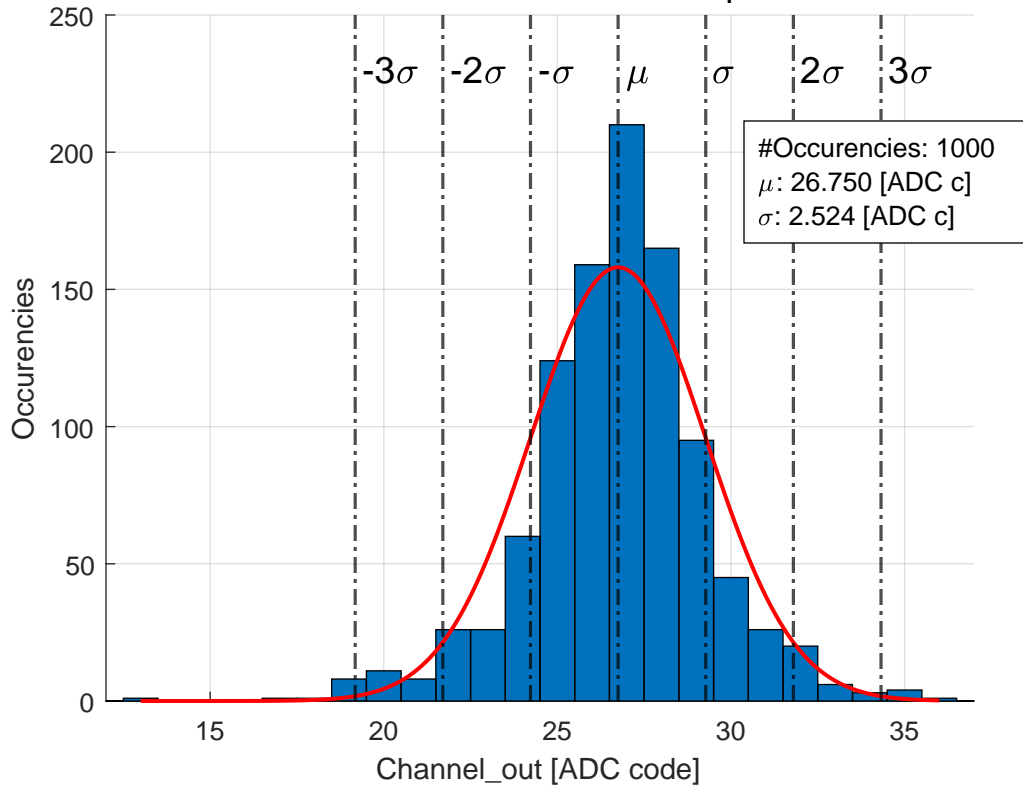 250
200
150
100
50
0
-3σ
-2σ
-σ
μ
σ
2σ
3σ
#Occurencies: 1000
μ: 26.750 [ADC c]
σ: 2.524 [ADC c]
Occurencies
15
20
25
30
35
Channel_out [ADC code]